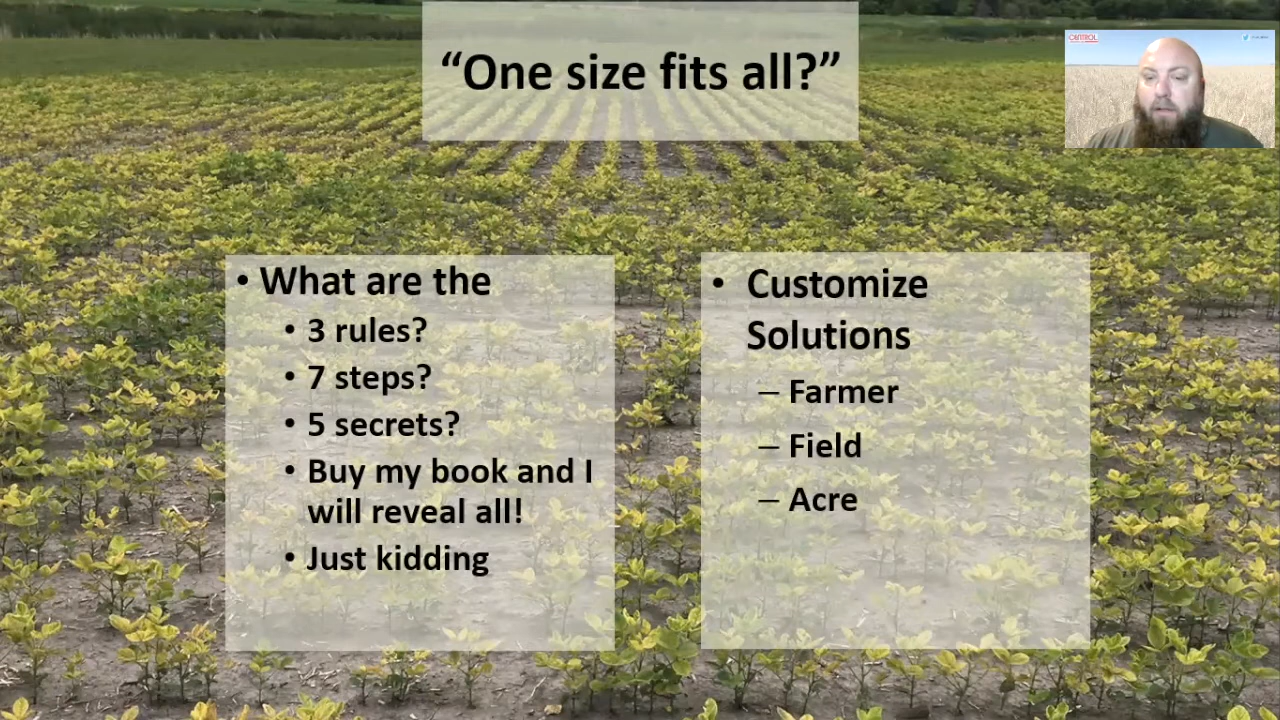 “One size fits all?”
CENTROL
• What are the
• 3 rules?
• 7 steps?
• 5 secrets?
• Buy my book and I
will reveal all!
• Just kidding
• Customize
Solutions
– Farmer
– Field
– Acre